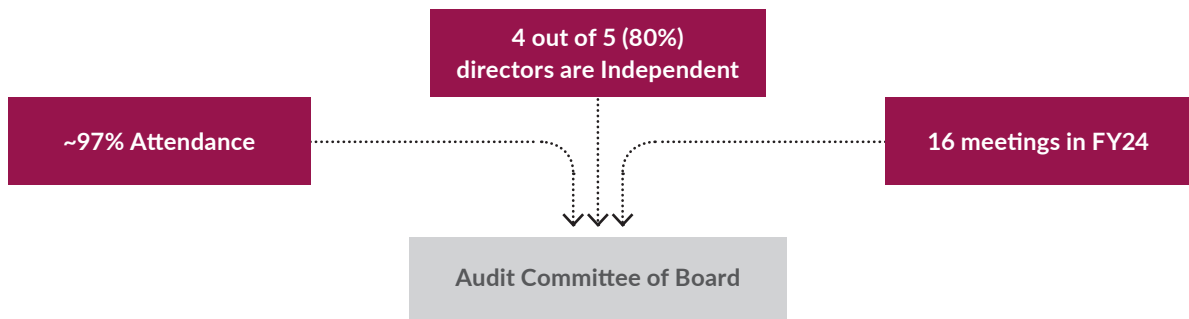 4 out of 5 (80%)
directors are Independent
~97% Attendance
16 meetings in FY24
Audit Committee of Board